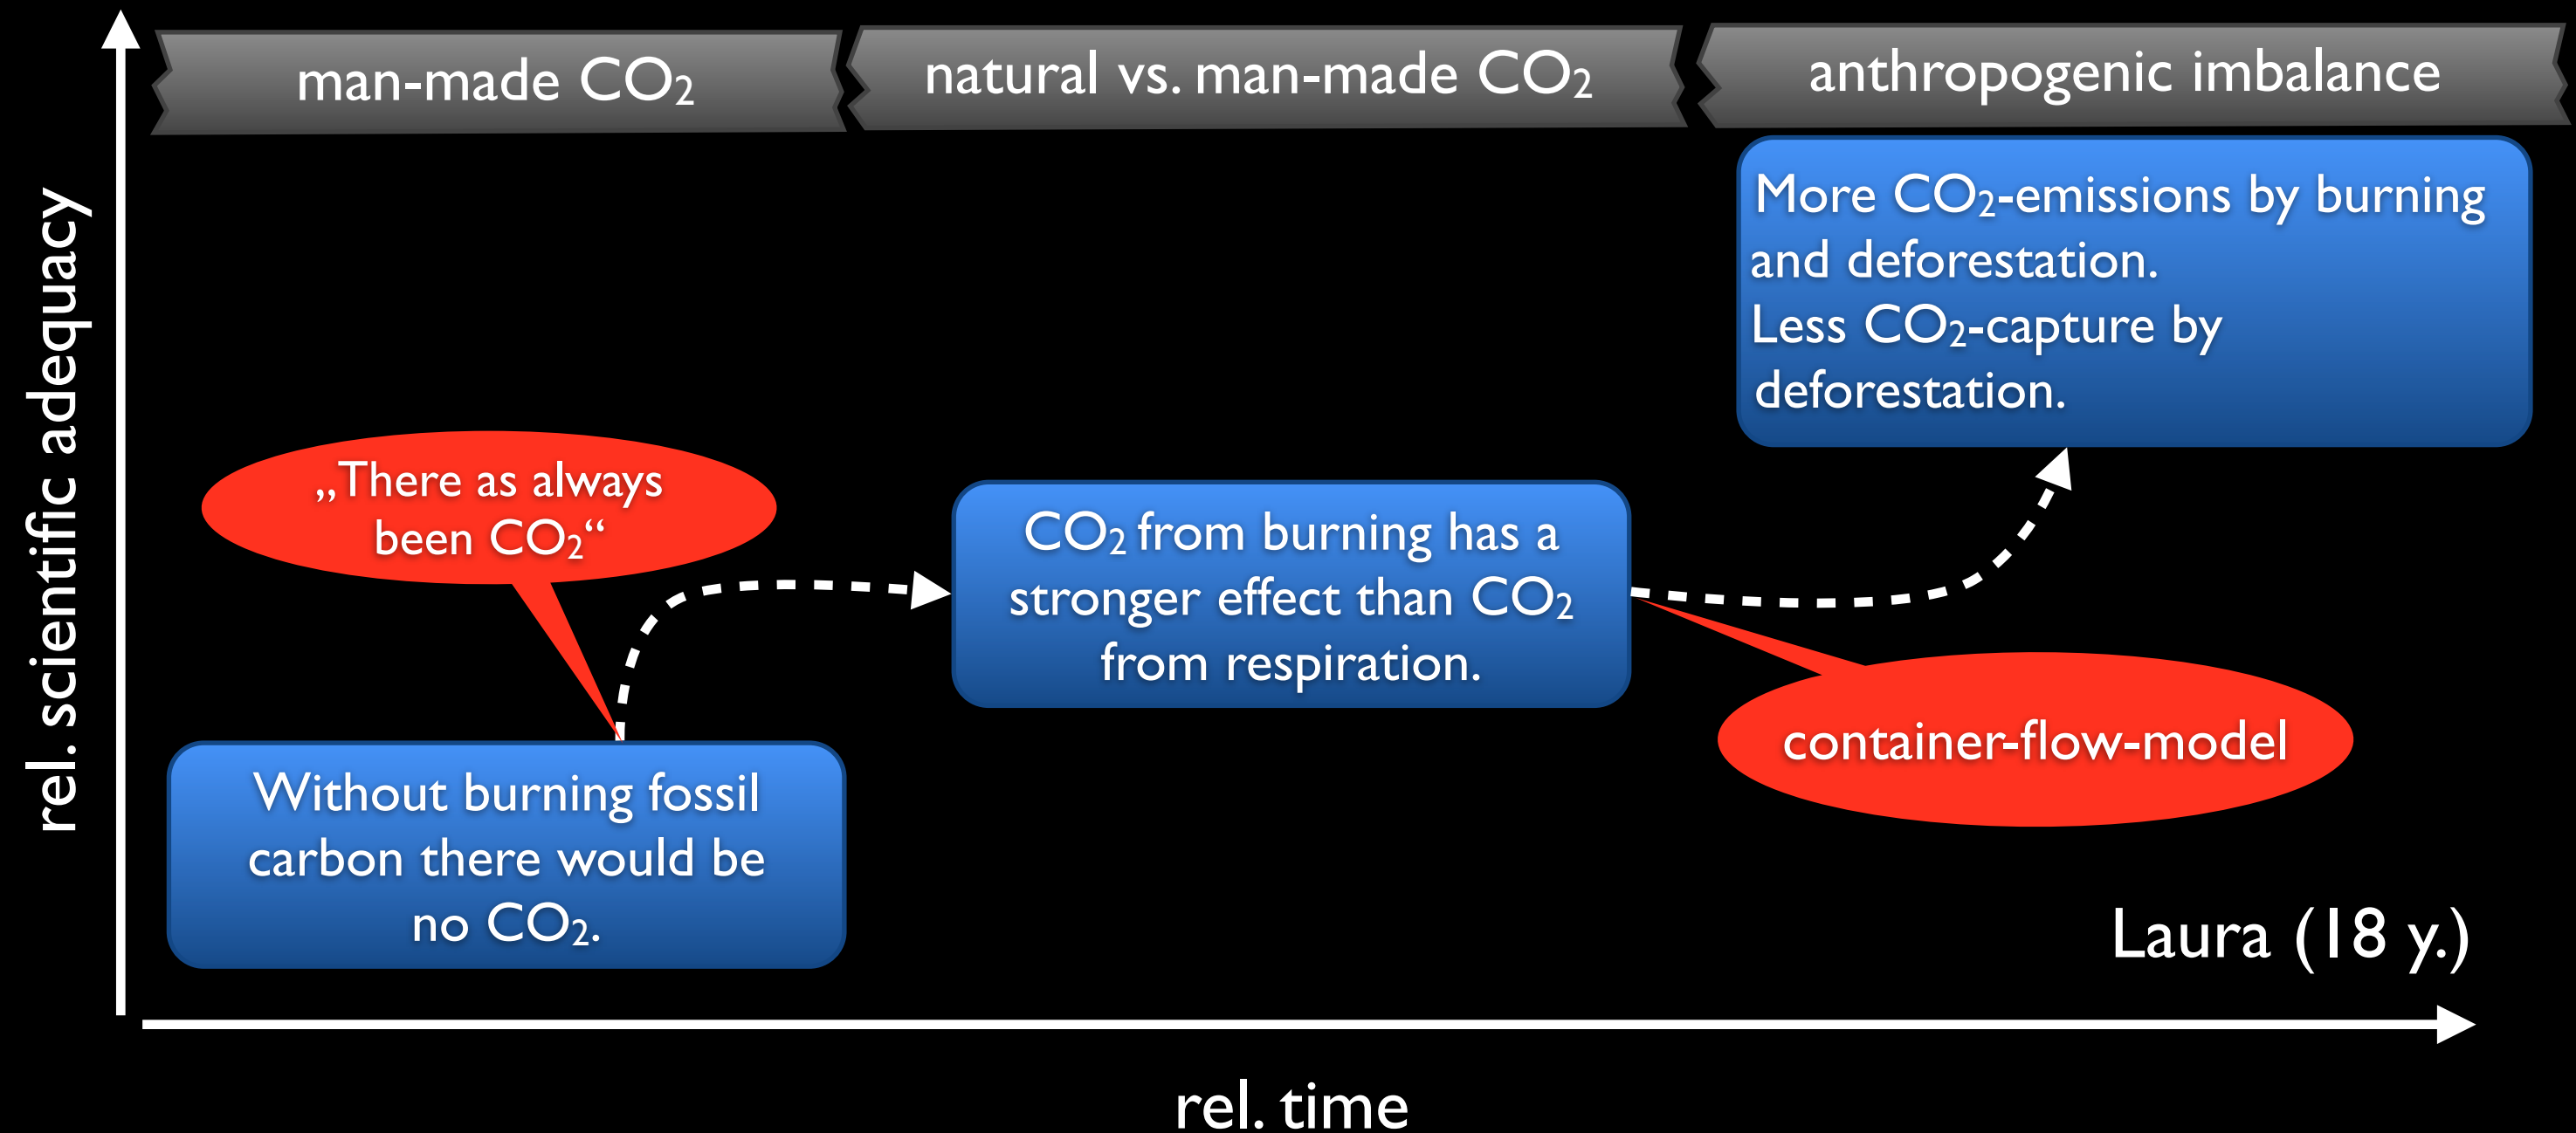 man-made CO₂
natural vs. man-made CO₂
anthropogenic imbalance
rel. scientific adequacy
More CO₂-emissions by burning
and deforestation.
Less CO₂-capture by
deforestation.
„There as always
been CO₂“
CO₂ from burning has a
stronger effect than CO₂
from respiration.
container-flow-model
Without burning fossil
carbon there would be
no CO₂.
Laura (18 y.)
rel. time